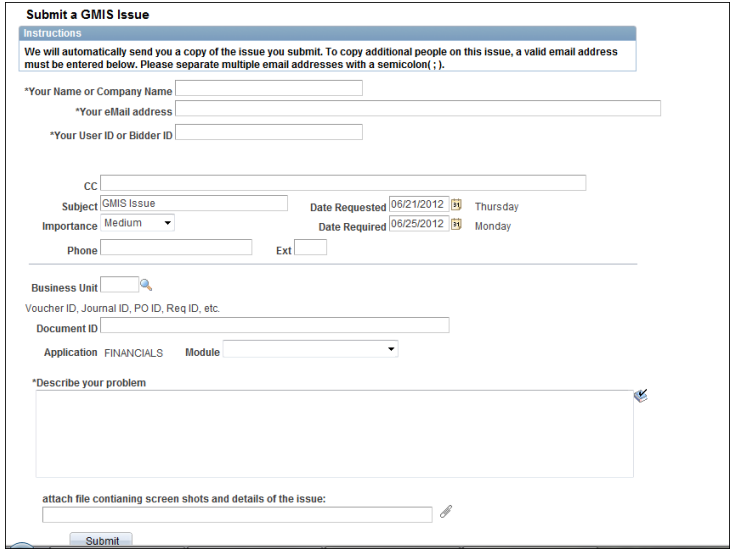 Submit a GMIS Issue
Instructions
We will automatically send you a copy of the issue you submit. To copy additional people on this issue, a valid email address
must be entered below. Please separate multiple email addresses with a semicolon( ; ).
*Your Name or Company Name
*Your eMail address
*Your User ID or Bidder ID
CC
Subject GMIS Issue Date Requested 06/21/2012 31 Thursday
Importance Medium Date Required 06/25/2012 31 Monday
Phone Ext
Business Unit
Voucher ID, Journal ID, PO ID, Req ID, etc.
Document ID
Application FINANCIALS Module
*Describe your problem
attach file contianing screen shots and details of the issue:
Submit